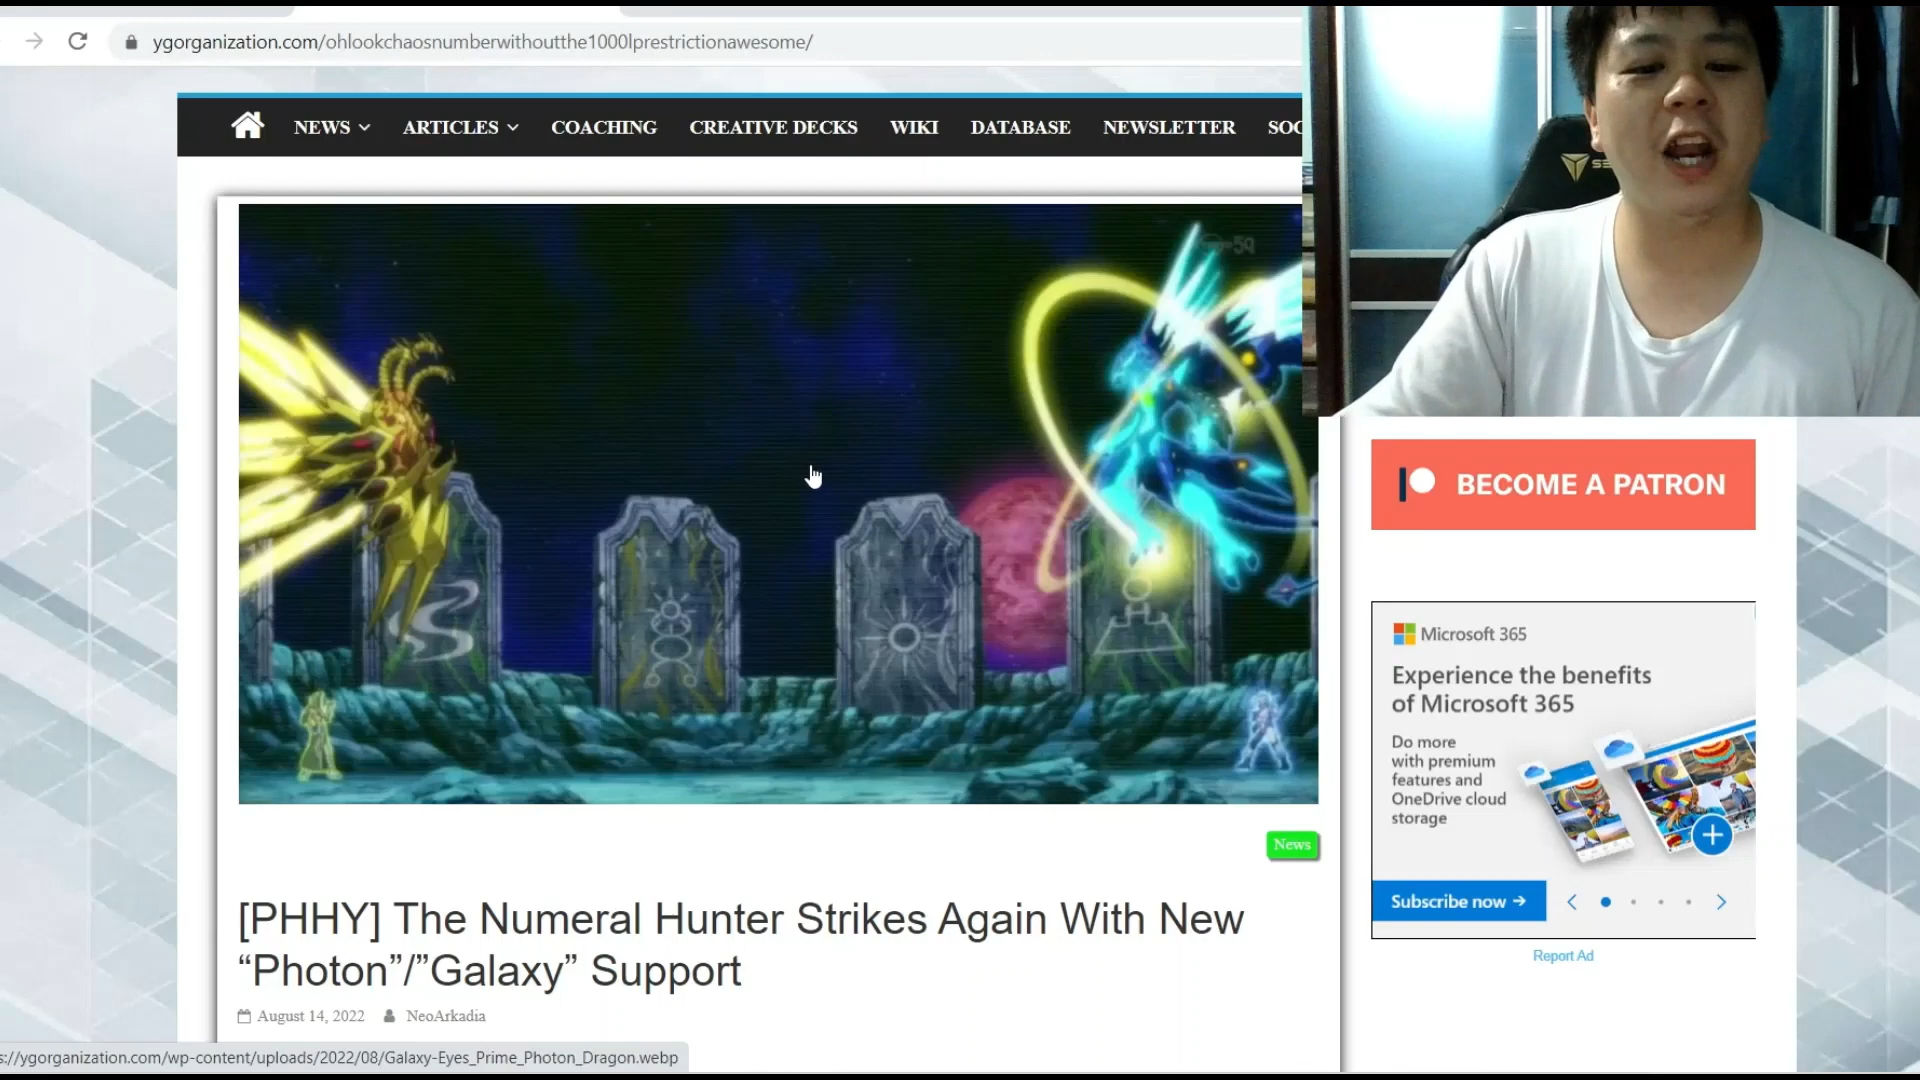 ygorganization.com/ohlookchaosnumberwithoutthe1000lprestrictionawesome/
NEWS ARTICLES COACHING CREATIVE DECKS WIKI DATABASE NEWSLETTER SOC
BECOME A PATRON
Microsoft 365
Experience the benefits
of Microsoft 365
Do more
with premium
features and
OneDrive cloud
storage
Subscribe now →
Report Ad
News
[PHHY] The Numeral Hunter Strikes Again With New
“Photon”/”Galaxy” Support
August 14, 2022 NeoArkadia
s://ygorganization.com/wp-content/uploads/2022/08/Galaxy-Eyes_Prime_Photon_Dragon.webp